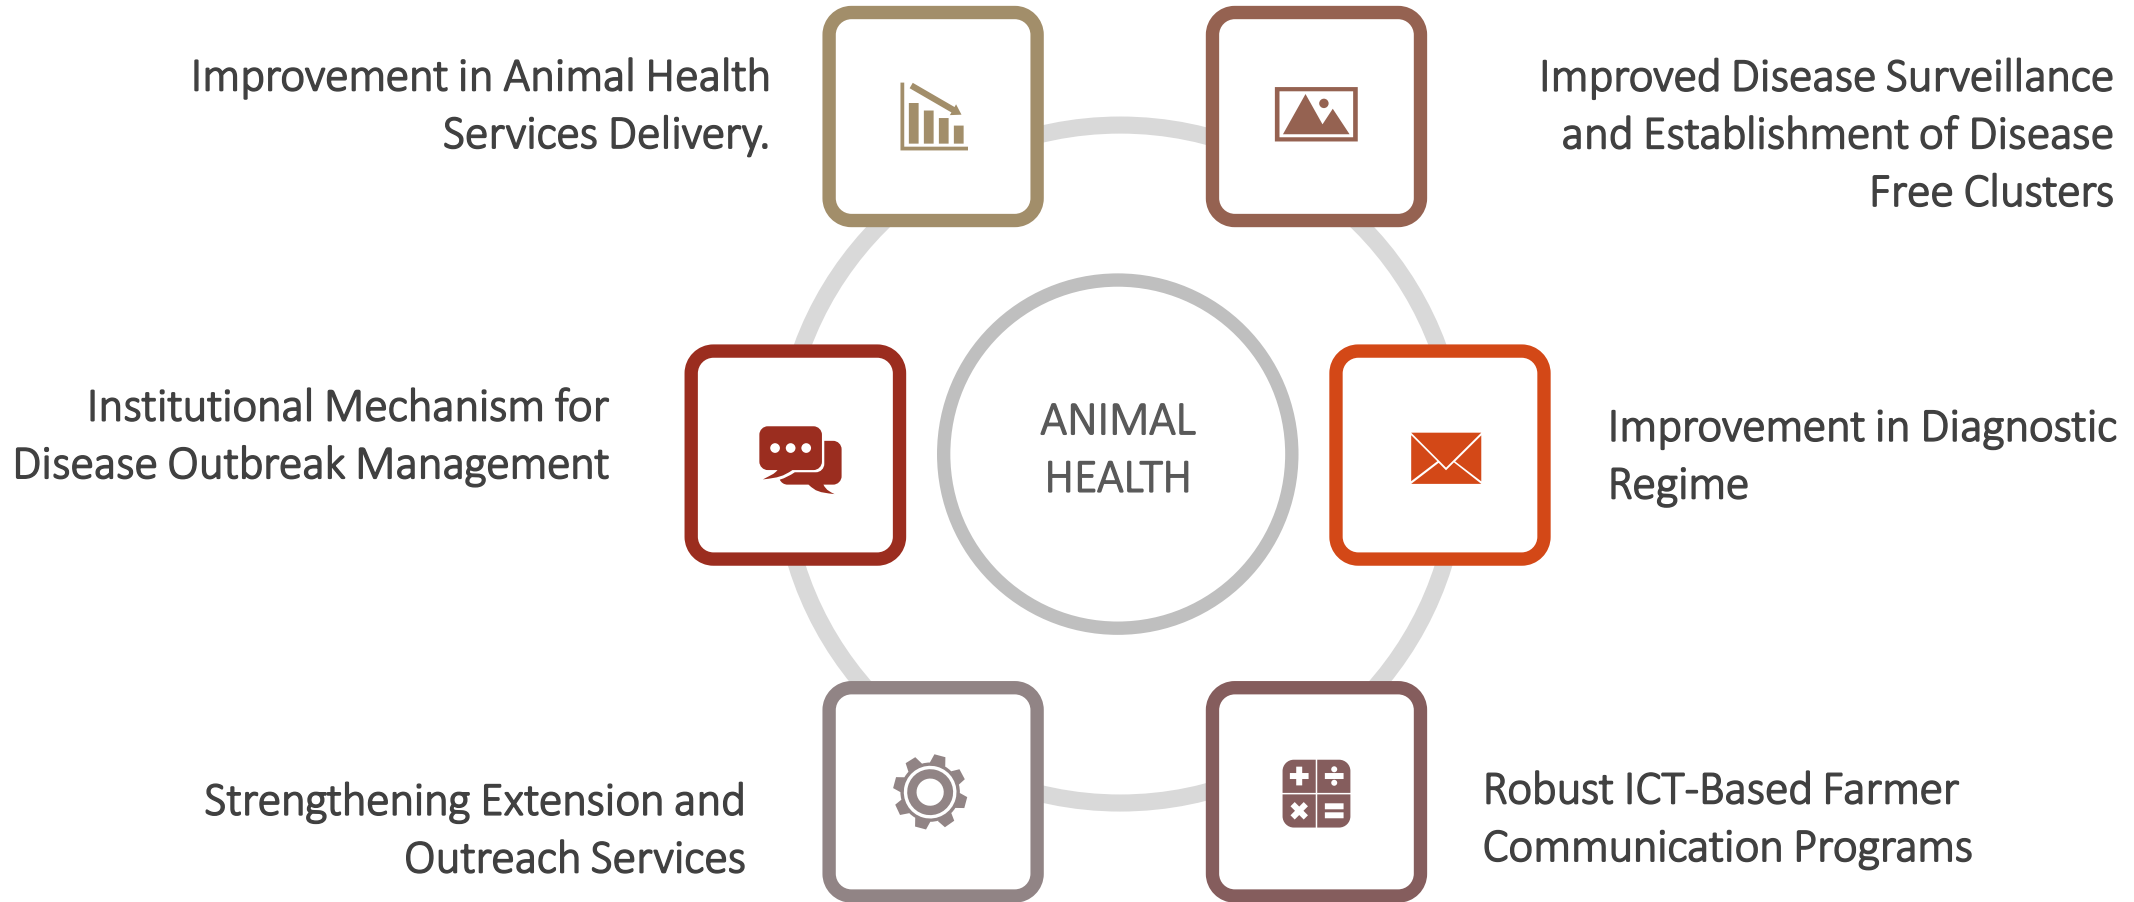 Improvement in Animal Health
Services Delivery.
Improved Disease Surveillance
and Establishment of Disease
Free Clusters
Institutional Mechanism for
Disease Outbreak Management
ANIMAL
HEALTH
Improvement in Diagnostic
Regime
Strengthening Extension and
Outreach Services
Robust ICT-Based Farmer
Communication Programs